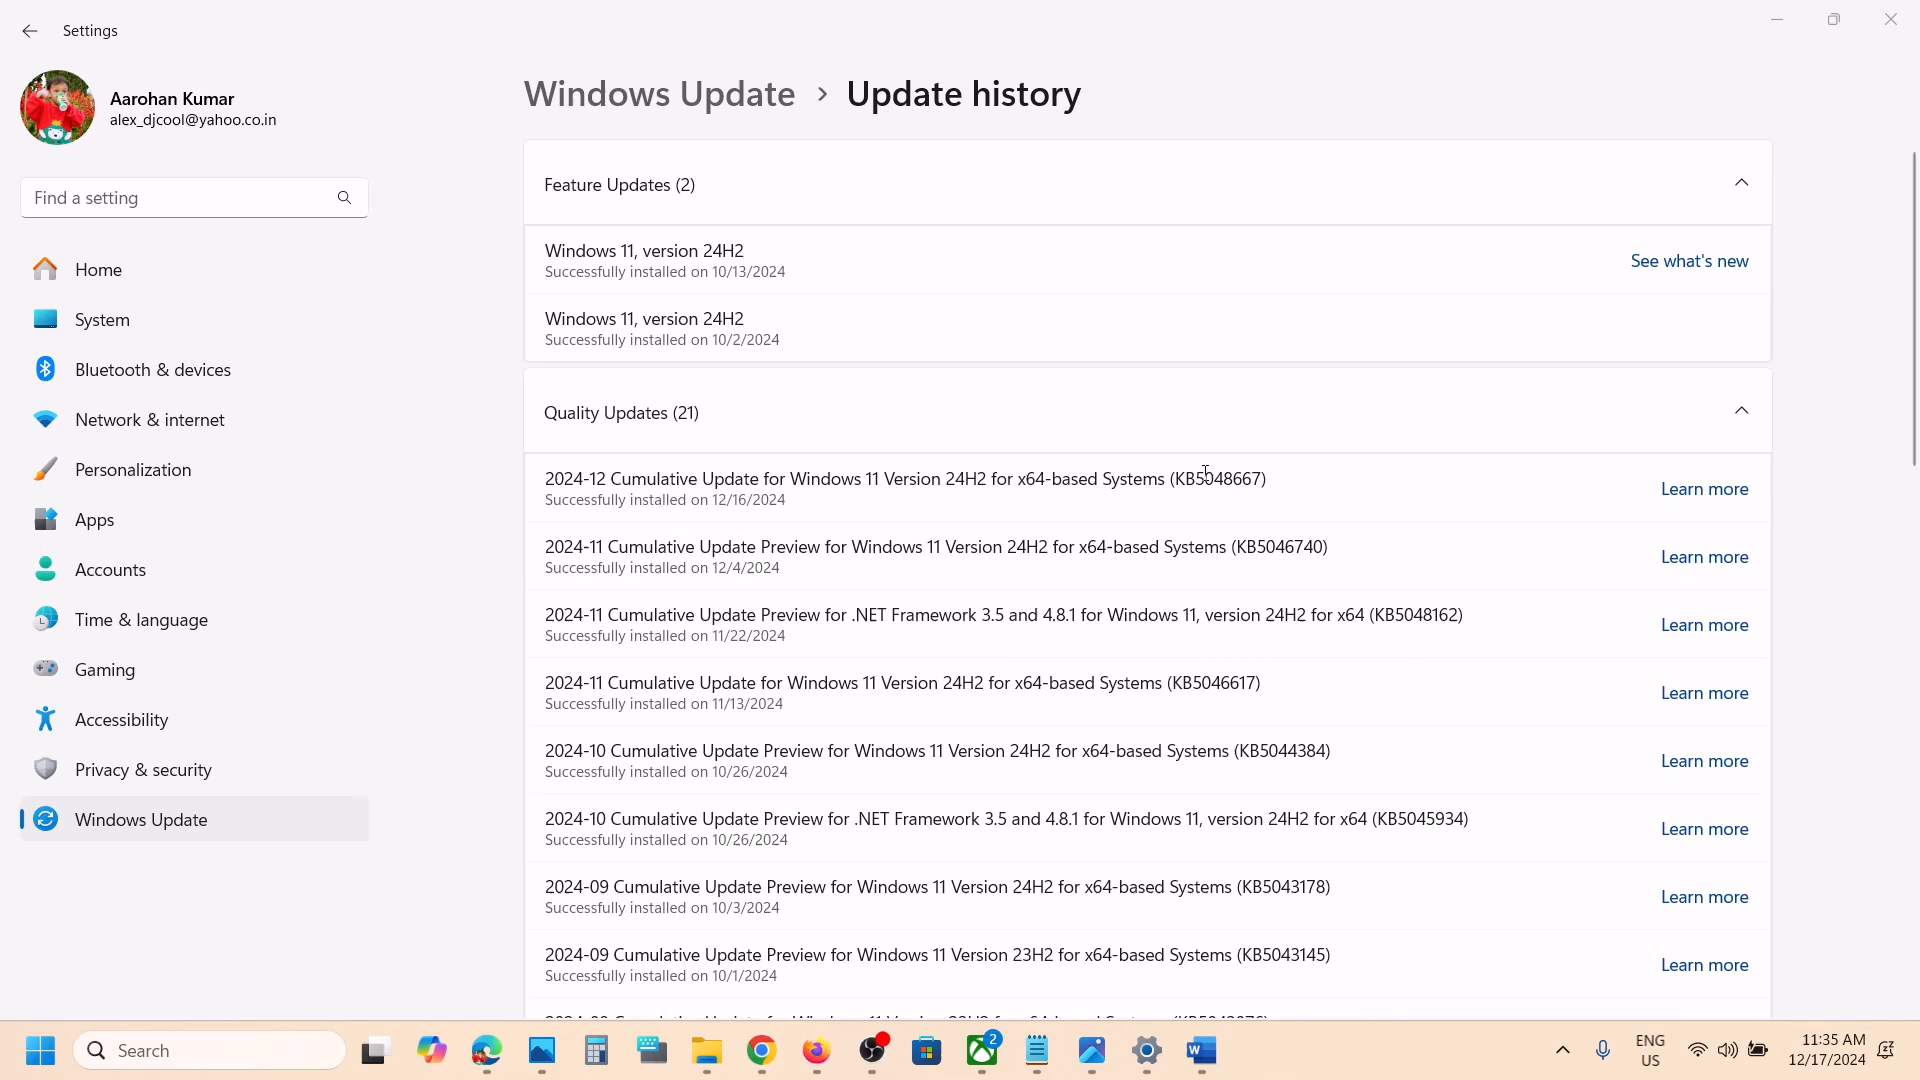 Settings
Aarohan Kumar
alex_djcool@yahoo.co.in
Find a setting
Home
System
Bluetooth & devices
Network & internet
Personalization
Apps
Accounts
Time & language
Gaming
Accessibility
Privacy & security
Windows Update
Windows Update > Update history
Feature Updates (2)
Windows 11, version 24H2
Successfully installed on 10/13/2024
See what's new
Windows 11, version 24H2
Successfully installed on 10/2/2024
Quality Updates (21)
2024-12 Cumulative Update for Windows 11 Version 24H2 for x64-based Systems (KB5048667)
Successfully installed on 12/16/2024
Learn more
2024-11 Cumulative Update Preview for Windows 11 Version 24H2 for x64-based Systems (KB5046740)
Successfully installed on 12/4/2024
Learn more
2024-11 Cumulative Update Preview for .NET Framework 3.5 and 4.8.1 for Windows 11, version 24H2 for x64 (KB5048162)
Successfully installed on 11/22/2024
Learn more
2024-11 Cumulative Update for Windows 11 Version 24H2 for x64-based Systems (KB5046617)
Successfully installed on 11/13/2024
Learn more
2024-10 Cumulative Update Preview for Windows 11 Version 24H2 for x64-based Systems (KB5044384)
Successfully installed on 10/26/2024
Learn more
2024-10 Cumulative Update Preview for .NET Framework 3.5 and 4.8.1 for Windows 11, version 24H2 for x64 (KB5045934)
Successfully installed on 10/26/2024
Learn more
2024-09 Cumulative Update Preview for Windows 11 Version 24H2 for x64-based Systems (KB5043178)
Successfully installed on 10/3/2024
Learn more
2024-09 Cumulative Update Preview for Windows 11 Version 23H2 for x64-based Systems (KB5043145)
Successfully installed on 10/1/2024
Learn more
Search
2
W
ENG
US
11:35 AM
12/17/2024